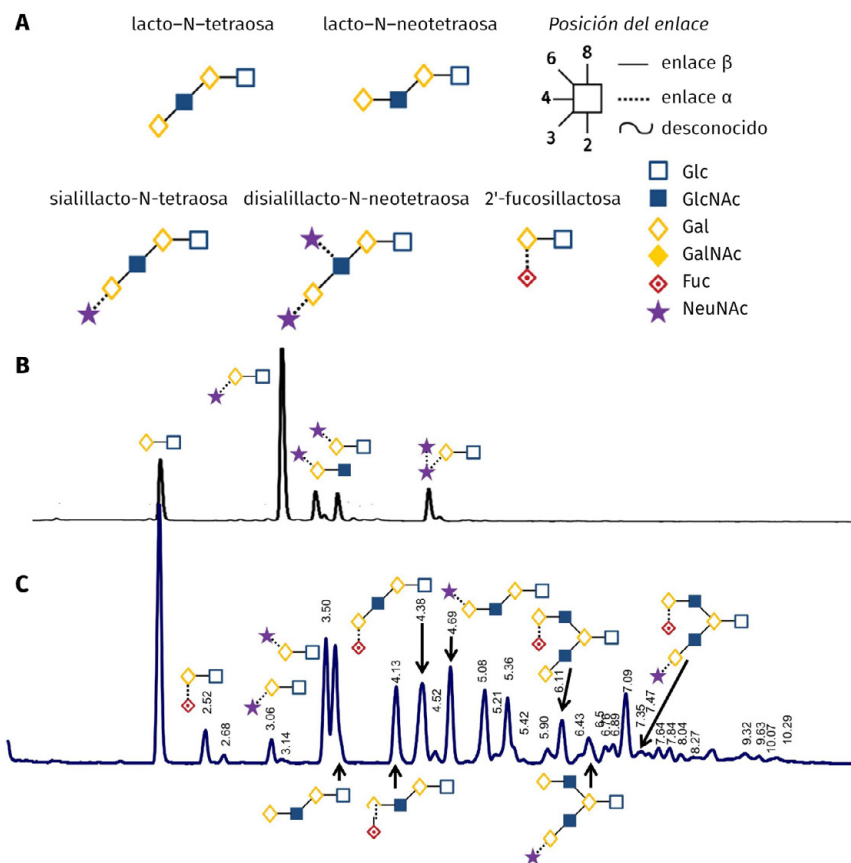 A
lacto-N-tetraosa
lacto-N-neotetraosa
Posición del enlace
6
8
4
3
2
enlace β
enlace α
desconocido
Glc
GlcNAc
Gal
GalNAc
Fuc
NeuNAc
sialillacto-N-tetraosa
disialillacto-N-neotetraosa
2'-fucosillactosa
B
C
2.52
2.68
3.06
3.14
3.50
4.13
4.38
4.52
4.69
5.08
5.21
5.36
5.42
5.90
6.11
6.43
6.5
6.76
6.89
7.09
7.35
7.47
7.64
7.84
8.04
8.27
9.32
9.63
10.07
10.29